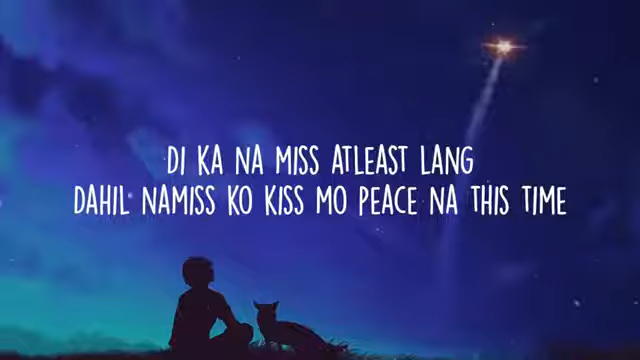 DI KA NA MISS ATLEAST LANG
DAHIL NAMISS KO KISS MO PEACE NA THIS TIME